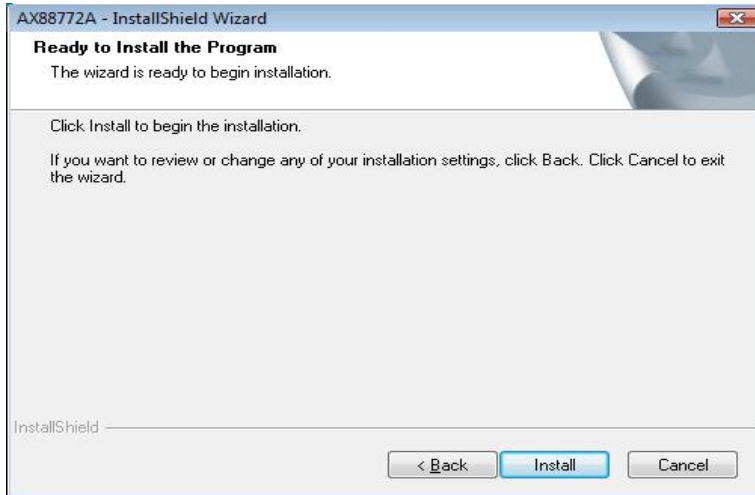 AX88772A - InstallShield Wizard
Ready to Install the Program
The wizard is ready to begin installation.
Click Install to begin the installation.
If you want to review or change any of your installation settings, click Back. Click Cancel to exit
the wizard.
InstallShield
< Back
Install
Cancel